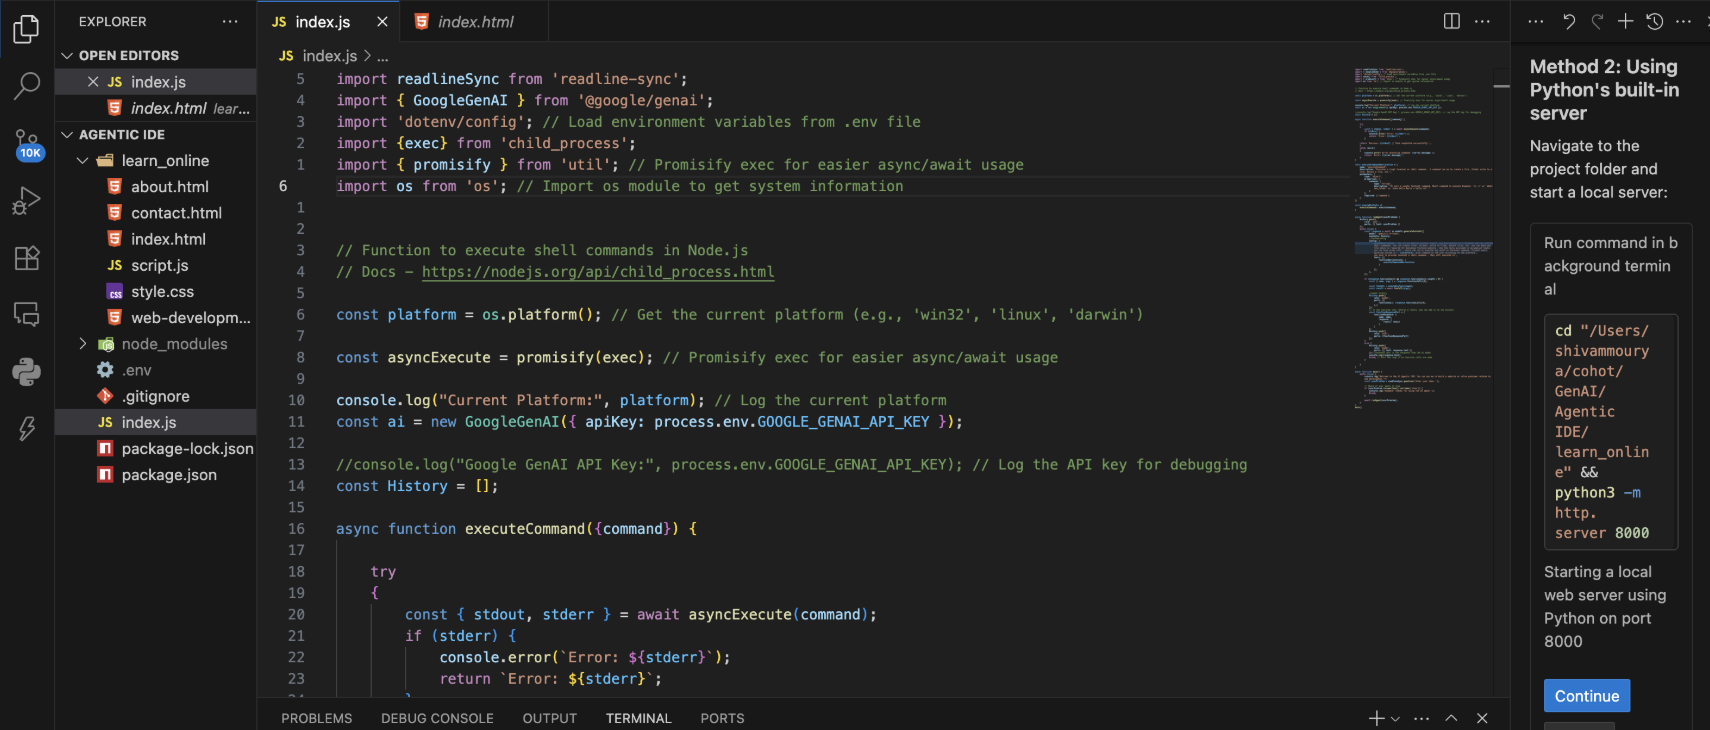 EXPLORER
OPEN EDITORS
JS index.js
index.html lear...
AGENTIC IDE
learn_online
about.html
contact.html
index.html
JS script.js
style.css
web-developm...
node_modules
.env
.gitignore
JS index.js
package-lock.json
package.json
10K
JS index.js
index.html
JS index.js > ...
5 import readlineSync from 'readline-sync';
4 import { GoogleGenAI } from '@google/genai';
3 import 'dotenv/config'; // Load environment variables from .env file
2 import {exec} from 'child_process';
1 import { promisify } from 'util'; // Promisify exec for easier async/await usage
6 import os from 'os'; // Import os module to get system information
1
2
3 // Function to execute shell commands in Node.js
4 // Docs - https://nodejs.org/api/child_process.html
5
6 const platform = os.platform(); // Get the current platform (e.g., 'win32', 'linux', 'darwin')
7
8 const asyncExecute = promisify(exec); // Promisify exec for easier async/await usage
9
10 console.log("Current Platform:", platform); // Log the current platform
11 const ai = new GoogleGenAI({ apiKey: process.env.GOOGLE_GENAI_API_KEY });
12
13 //console.log("Google GenAI API Key:", process.env.GOOGLE_GENAI_API_KEY); // Log the API key for debugging
14 const History = [];
15
16 async function executeCommand({command}) {
17
18 try
19 {
20 const { stdout, stderr } = await asyncExecute(command);
21 if (stderr) {
22 console.error(`Error: ${stderr}`);
23 return `Error: ${stderr}`;
PROBLEMS DEBUG CONSOLE OUTPUT TERMINAL PORTS
Method 2: Using
Python's built-in
server
Navigate to the
project folder and
start a local server:
Run command in b
ackground termin
al
cd "/Users/
shivammoury
a/cohot/
GenAI/
Agentic
IDE/
learn_onlin
e" &&
python3 -m
http.
server 8000
Starting a local
web server using
Python on port
8000
Continue